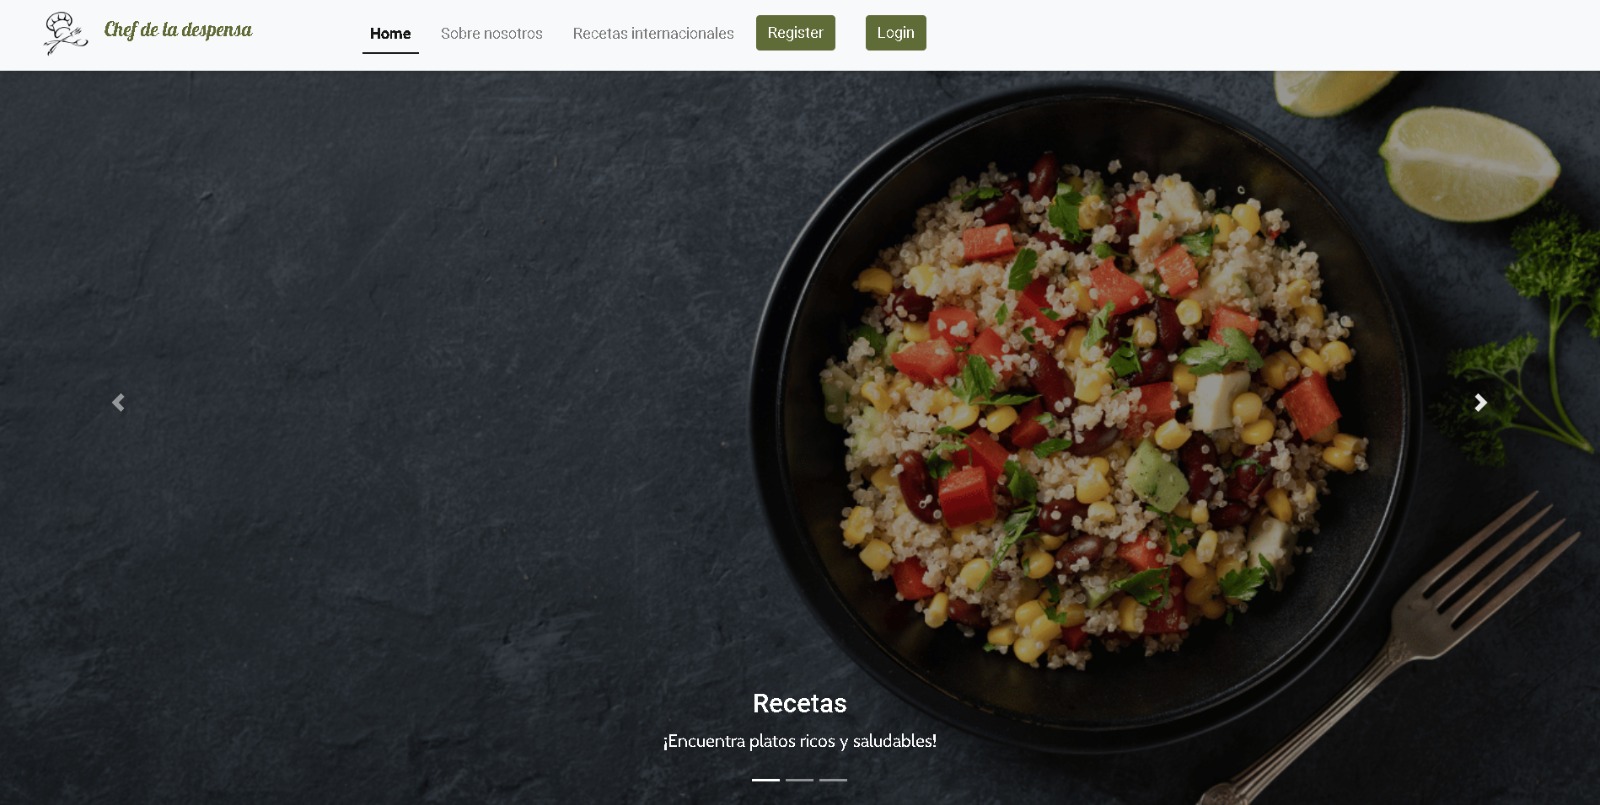 Chef de la despensa
Home Sobre nosotros Recetas internacionales Register Login
Recetas
¡Encuentra platos ricos y saludables!